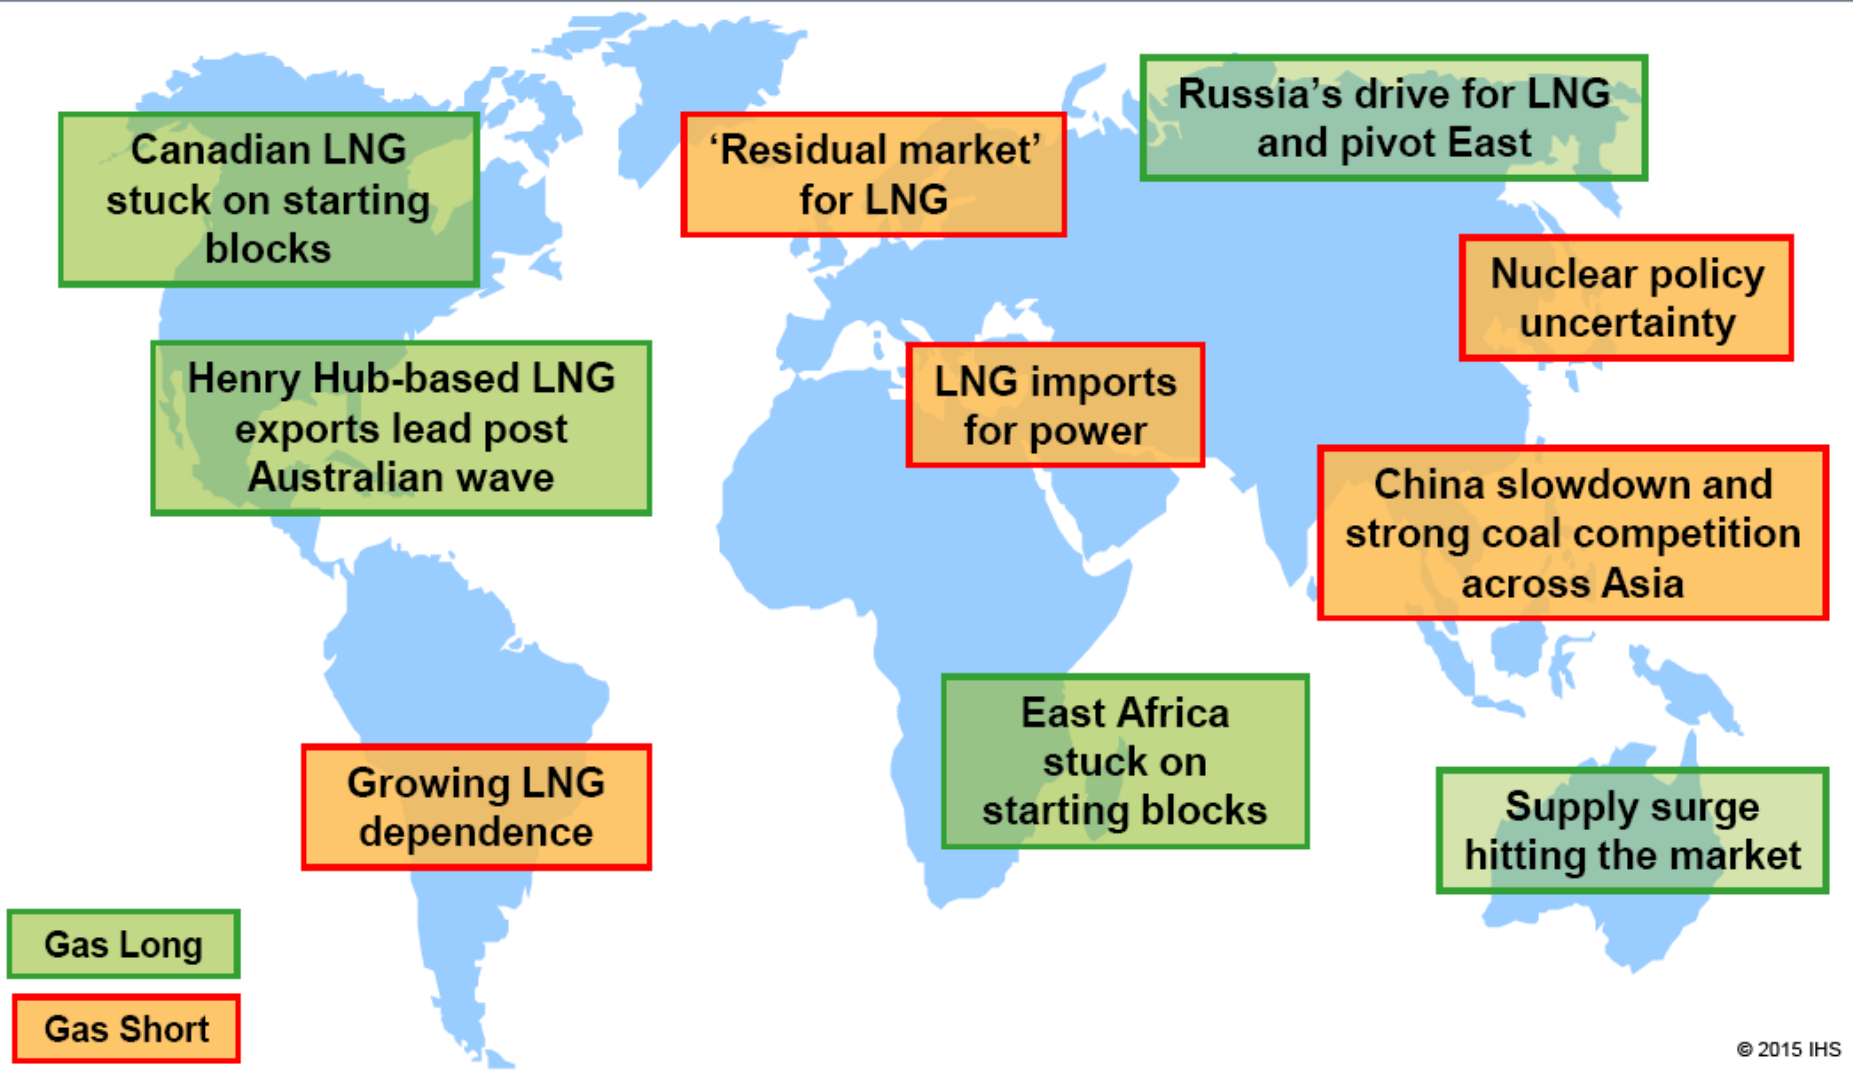 Canadian LNG
stuck on starting
blocks
‘Residual market’
for LNG
Russia’s drive for LNG
and pivot East
Nuclear policy
uncertainty
Henry Hub-based LNG
exports lead post
Australian wave
LNG imports
for power
China slowdown and
strong coal competition
across Asia
Growing LNG
dependence
East Africa
stuck on
starting blocks
Supply surge
hitting the market
Gas Long
Gas Short
© 2015 IHS